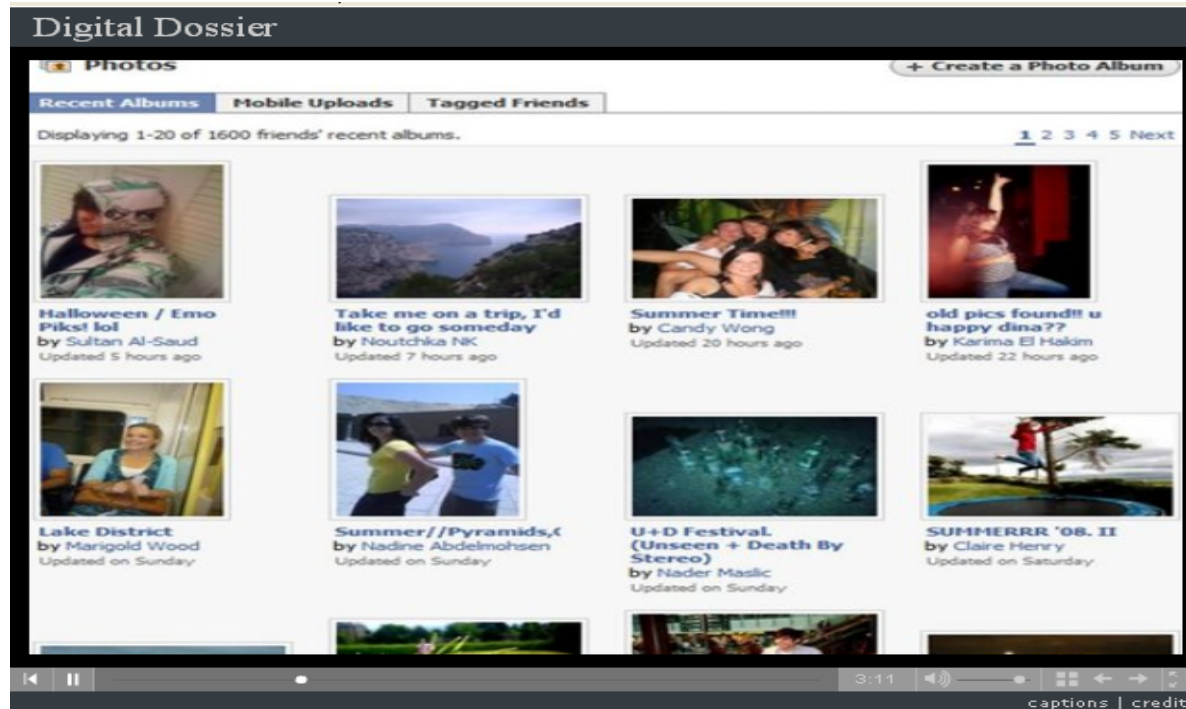 Digital Dossier
Photos
+ Create a Photo Album
Recent Albums
Mobile Uploads
Tagged Friends
Displaying 1-20 of 1600 friends' recent albums.
1 2 3 4 5 Next
Halloween / Emo
Piks! lol
by Sultan Al-Saud
Updated 5 hours ago
Take me on a trip, I'd
like to go someday
by Noutchka NK
Updated 7 hours ago
Summer Time!!!
by Candy Wong
Updated 20 hours ago
old pics found!! u
happy dina??
by Karima El Hakim
Updated 22 hours ago
Lake District
by Marigold Wood
Updated on Sunday
Summer//Pyramids,(
by Nadine Abdelmohsen
Updated on Sunday
U+D Festival.
(Unseen + Death By
Stereo)
by Nader Maslic
Updated on Sunday
SUMMERRR '08. II
by Claire Henry
Updated on Saturday
3:11
captions | credit